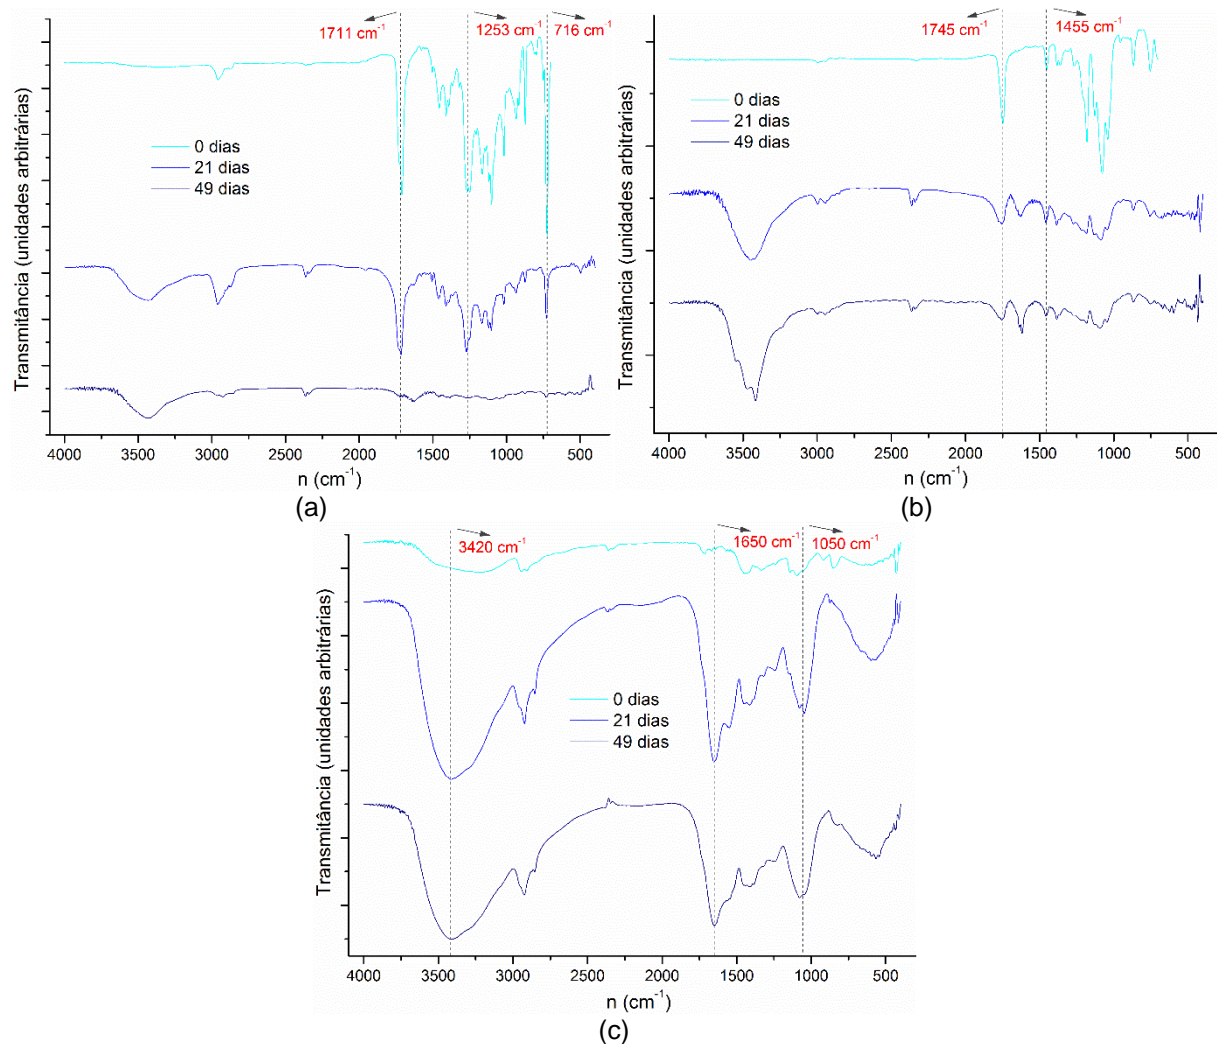 1711 cm-1
1253 cm-1
716 cm-1
Transmitância (unidades arbitrárias)
0 dias
21 dias
49 dias
4000 3500 3000 2500 2000 1500 1000 500
n (cm-1)
(a)
1745 cm-1
1455 cm-1
Transmitância (unidades arbitrárias)
0 dias
21 dias
49 dias
4000 3500 3000 2500 2000 1500 1000 500
n (cm-1)
(b)
3420 cm-1
1650 cm-1
1050 cm-1
Transmitância (unidades arbitrárias)
0 dias
21 dias
49 dias
4000 3500 3000 2500 2000 1500 1000 500
n (cm-1)
(c)